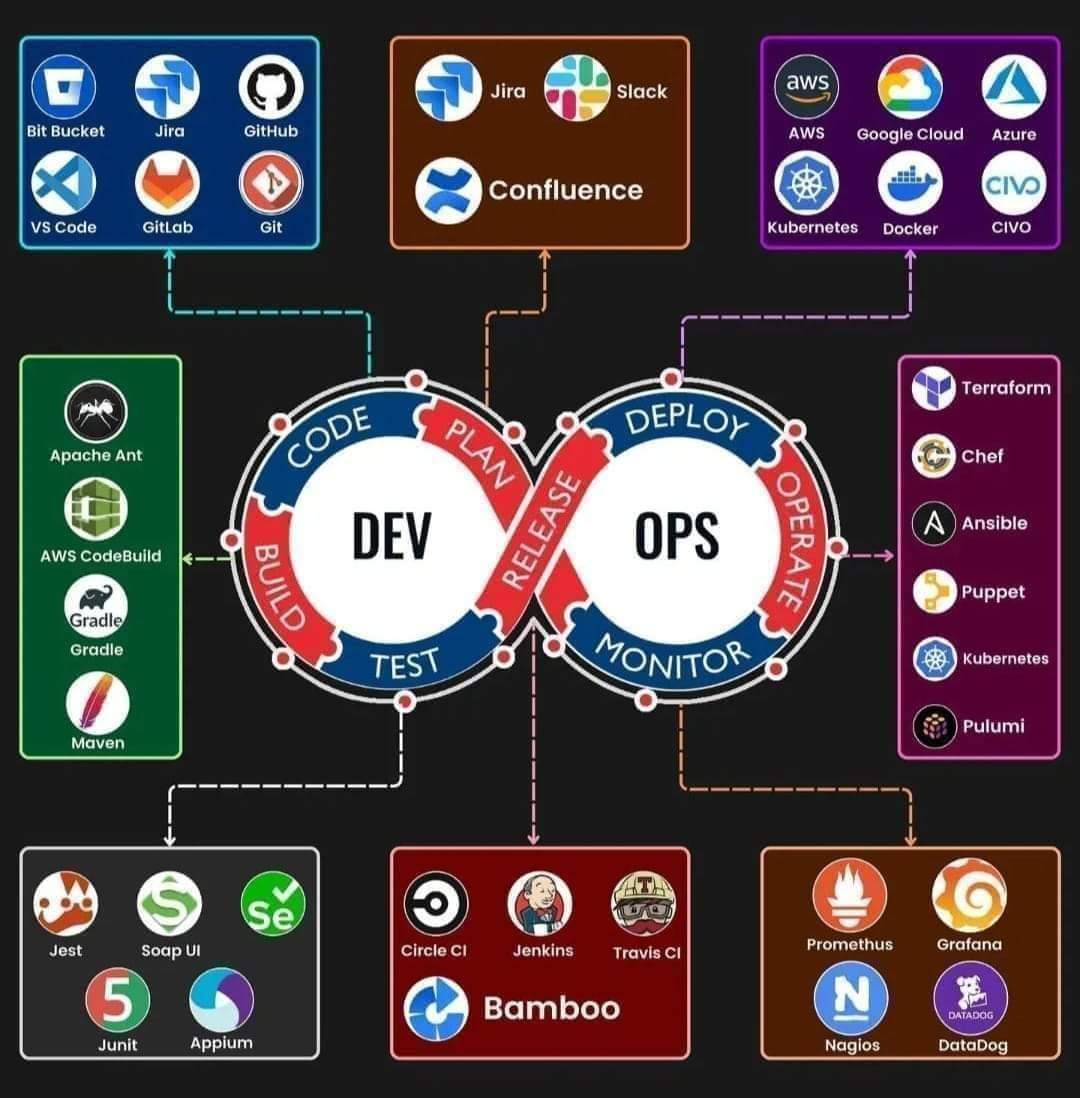 Bit Bucket
Jira
GitHub
VS Code
GitLab
Git
Jira
Slack
Confluence
aws
AWS
Google Cloud
Azure
Kubernetes
Docker
CIVO
CIVO
Apache Ant
AWS CodeBuild
Gradle
Gradle
Maven
CODE
PLAN
BUILD
TEST
RELEASE
DEPLOY
OPERATE
MONITOR
DEV
OPS
Terraform
Chef
Ansible
Puppet
Kubernetes
Pulumi
Jest
S
Soap UI
Se
5
Junit
Appium
Circle CI
Jenkins
T
Travis CI
Bamboo
Promethus
Grafana
N
Nagios
DATADOG
DataDog